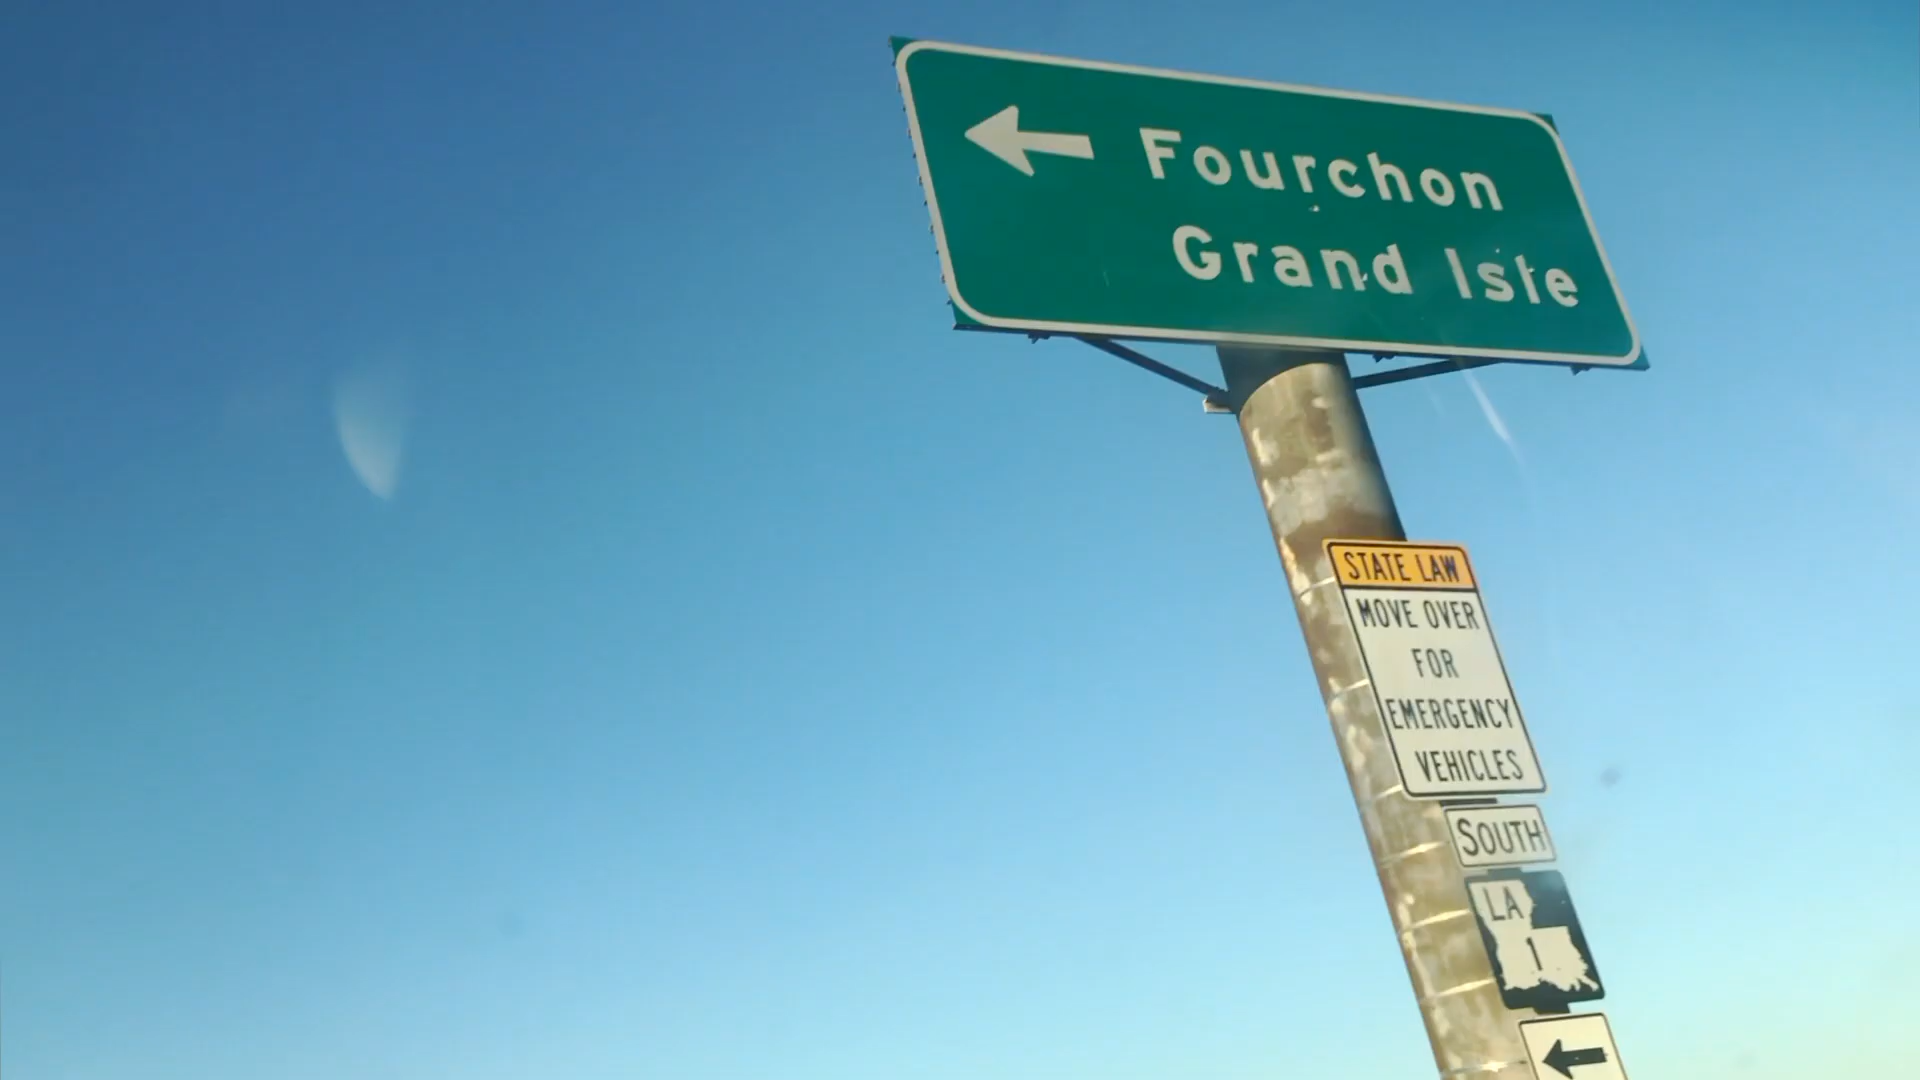 Fourchon
Grand Isle
STATE LAW
MOVE OVER
FOR
EMERGENCY
VEHICLES
SOUTH
LA
1